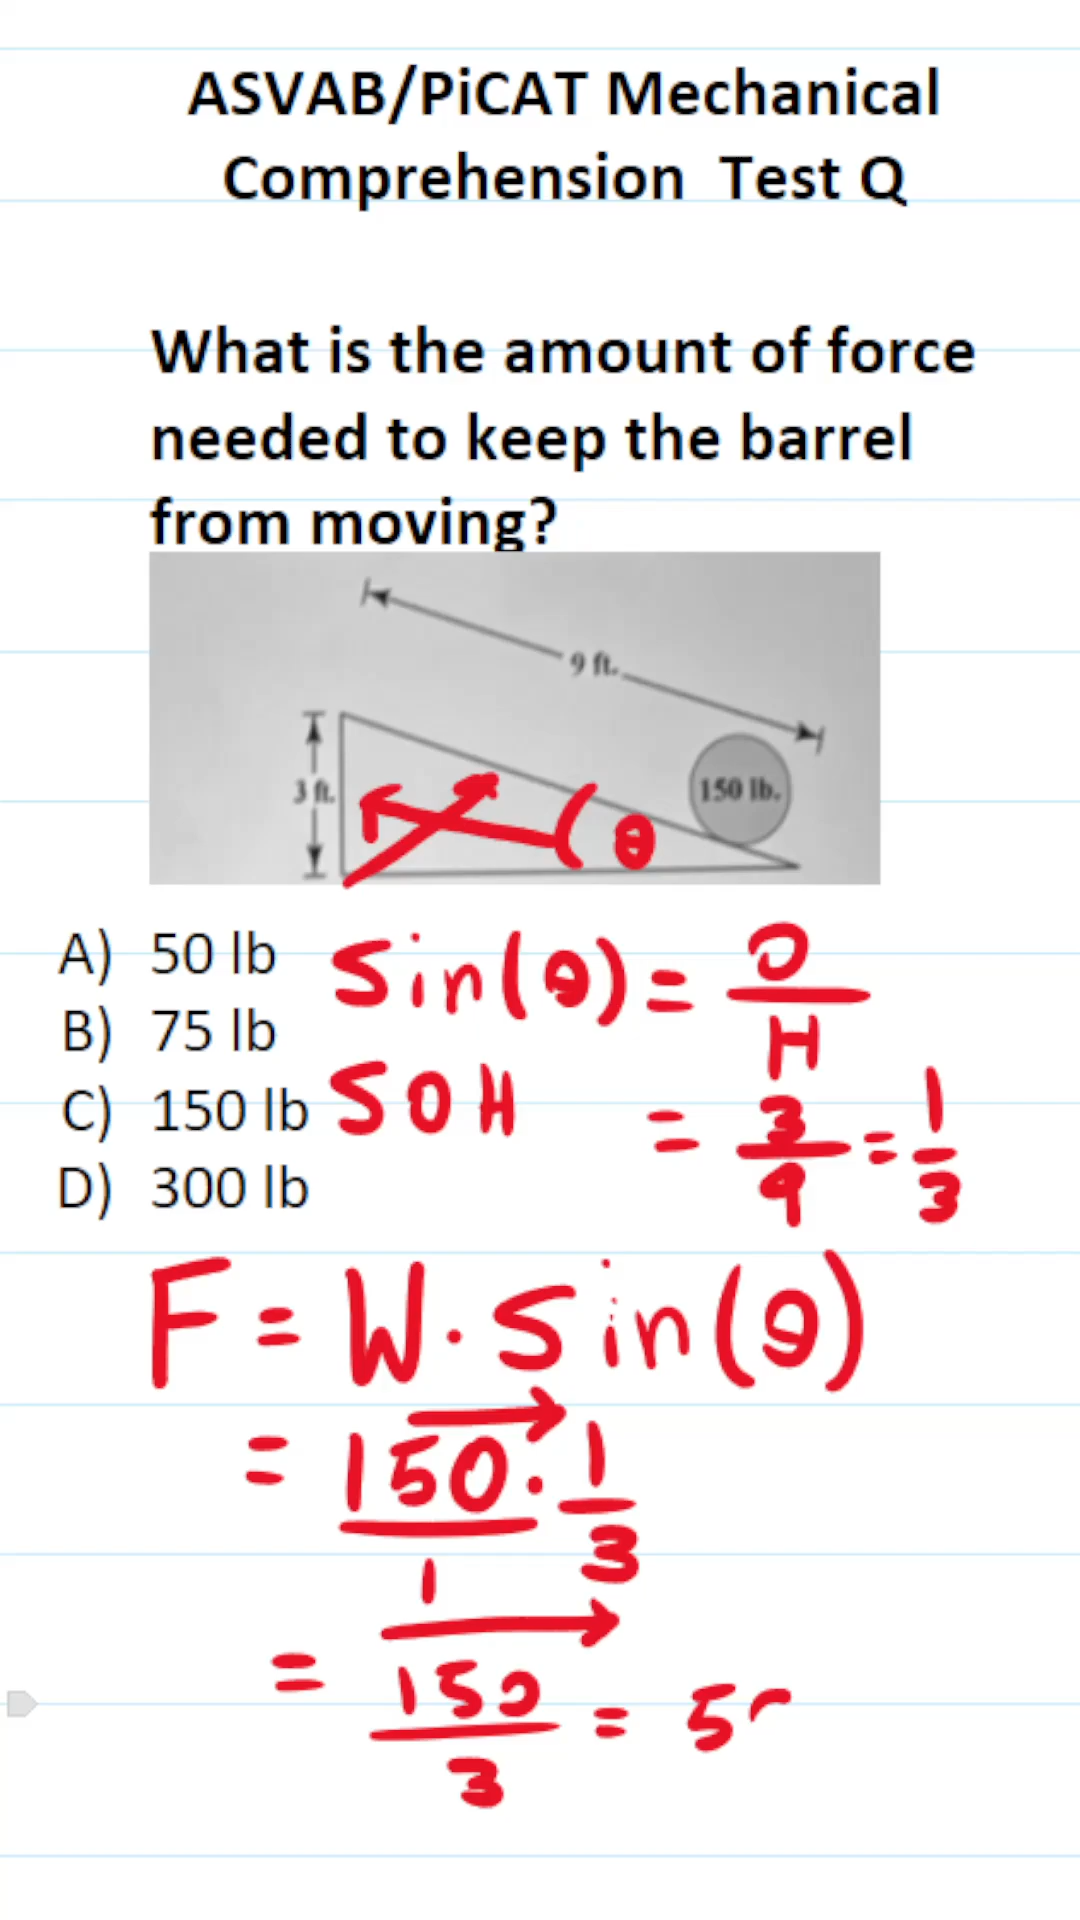 ASVAB/PiCAT Mechanical
Comprehension Test Q
What is the amount of force
needed to keep the barrel
from moving?
9 ft.
3 ft.
150 lb.
θ
A) 50 lb
B) 75 lb
C) 150 lb
D) 300 lb
Sin(θ) = O/H
SOH = 3/9 = 1/3
F = W · Sin(θ)
= 150/1 · 1/3
= 150/3 = 5